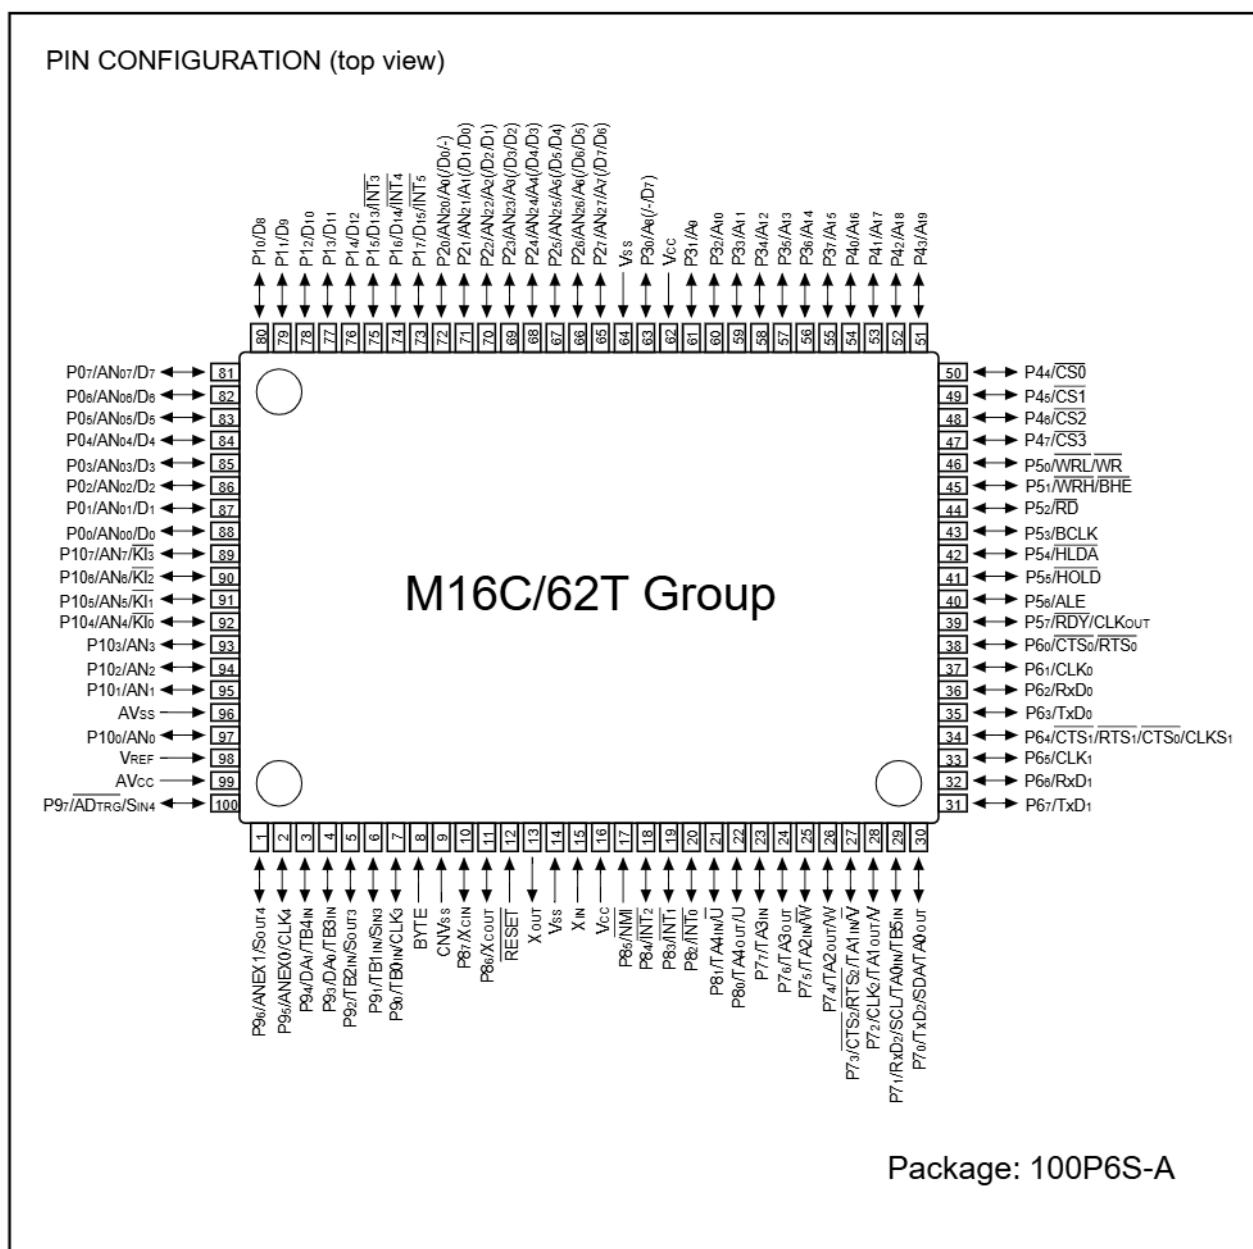 PIN CONFIGURATION (top view)
P10/D8
P11/D9
P12/D10
P13/D11
P14/D12
P15/D13/INT3
P16/D14/INT4
P17/D15/INT5
P20/AN20/A0(/D0/-)
P21/AN21/A1(/D1/D0)
P22/AN22/A2(/D2/D1)
P23/AN23/A3(/D3/D2)
P24/AN24/A4(/D4/D3)
P25/AN25/A5(/D5/D4)
P26/AN26/A6(/D6/D5)
P27/AN27/A7(/D7/D6)
Vss
P30/A8(/-/D7)
Vcc
P31/A9
P32/A10
P33/A11
P34/A12
P35/A13
P36/A14
P37/A15
P40/A16
P41/A17
P42/A18
P43/A19
80 79 78 77 76 75 74 73 72 71 70 69 68 67 66 65 64 63 62 61 60 59 58 57 56 55 54 53 52 51
P07/AN07/D7 81
P06/AN06/D6 82
P05/AN05/D5 83
P04/AN04/D4 84
P03/AN03/D3 85
P02/AN02/D2 86
P01/AN01/D1 87
P00/AN00/D0 88
P107/AN7/KI3 89
P106/AN6/KI2 90
P105/AN5/KI1 91
P104/AN4/KI0 92
P103/AN3 93
P102/AN2 94
P101/AN1 95
AVss 96
P100/AN0 97
VREF 98
AVcc 99
P97/ADTRG/SIN4 100
M16C/62T Group
50 P44/CS0
49 P45/CS1
48 P46/CS2
47 P47/CS3
46 P50/WRL/WR
45 P51/WRH/BHE
44 P52/RD
43 P53/BCLK
42 P54/HLDA
41 P55/HOLD
40 P56/ALE
39 P57/RDY/CLKOUT
38 P60/CTS0/RTS0
37 P61/CLK0
36 P62/RxD0
35 P63/TxD0
34 P64/CTS1/RTS1/CTS0/CLKS1
33 P65/CLK1
32 P66/RxD1
31 P67/TxD1
1 2 3 4 5 6 7 8 9 10 11 12 13 14 15 16 17 18 19 20 21 22 23 24 25 26 27 28 29 30
P96/ANEX1/SOUT4
P95/ANEX0/CLK4
P94/DA1/TB4IN
P93/DA0/TB3IN
P92/TB2IN/SOUT3
P91/TB1IN/SIN3
P90/TB0IN/CLK3
BYTE
CNVss
P87/XCIN
P86/XCOUT
RESET
XOUT
Vss
XIN
Vcc
P85/NMI
P84/INT2
P83/INT1
P82/INT0
P81/TA4IN/U
P80/TA4OUT/U
P77/TA3IN
P76/TA3OUT
P75/TA2IN/W
P74/TA2OUT/W
P73/CTS2/RTS2/TA1IN/V
P72/CLK2/TA1OUT/V
P71/RxD2/SCL/TA0IN/TB5IN
P70/TxD2/SDA/TA0OUT
Package: 100P6S-A